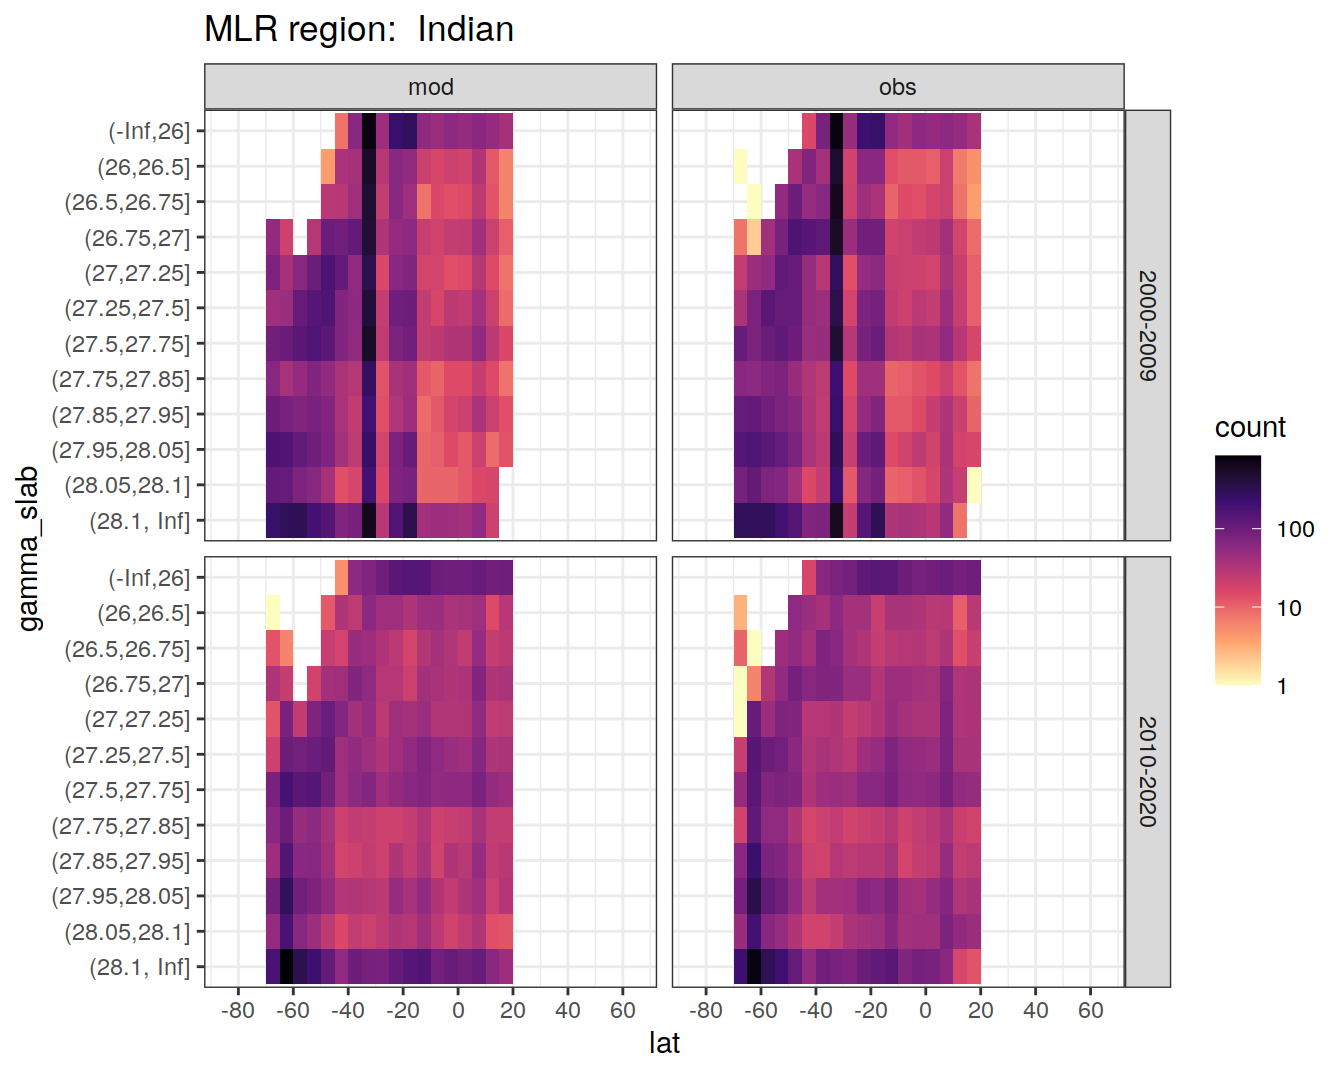 MLR region:  Indian
mod
obs
(-Inf,26]
(26,26.5]
(26.5,26.75]
(26.75,27]
(27,27.25]
(27.25,27.5]
(27.5,27.75]
(27.75,27.85]
(27.85,27.95]
(27.95,28.05]
(28.05,28.1]
(28.1, Inf]
2000-2009
(-Inf,26]
(26,26.5]
(26.5,26.75]
(26.75,27]
(27,27.25]
(27.25,27.5]
(27.5,27.75]
(27.75,27.85]
(27.85,27.95]
(27.95,28.05]
(28.05,28.1]
(28.1, Inf]
2010-2020
gamma_slab
-80 -60 -40 -20 0 20 40 60
-80 -60 -40 -20 0 20 40 60
lat
count
100
10
1